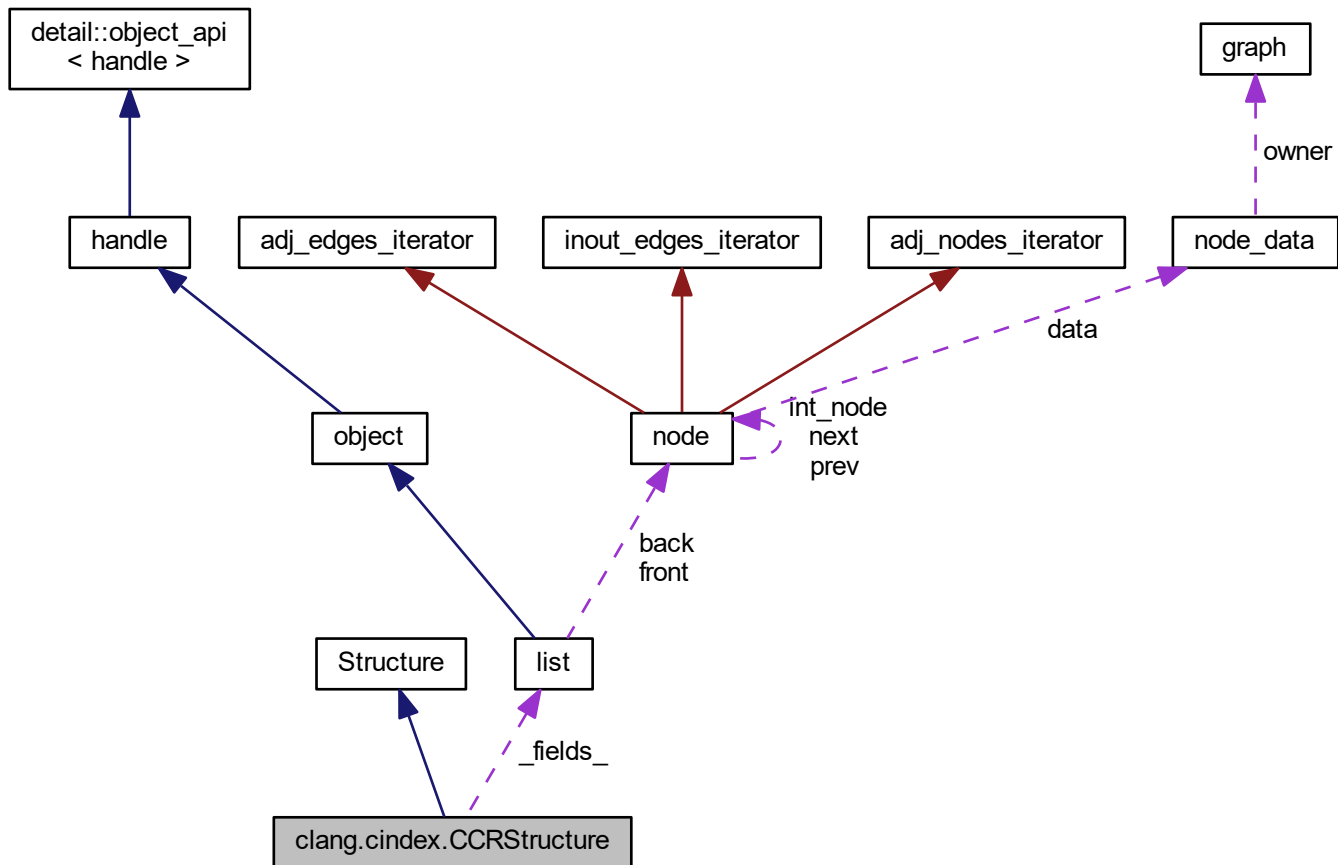 detail::object_api
< handle >
graph
owner
handle
adj_edges_iterator
inout_edges_iterator
adj_nodes_iterator
node_data
data
object
node
int_node
next
prev
back
front
Structure
list
_fields_
clang.cindex.CCRStructure